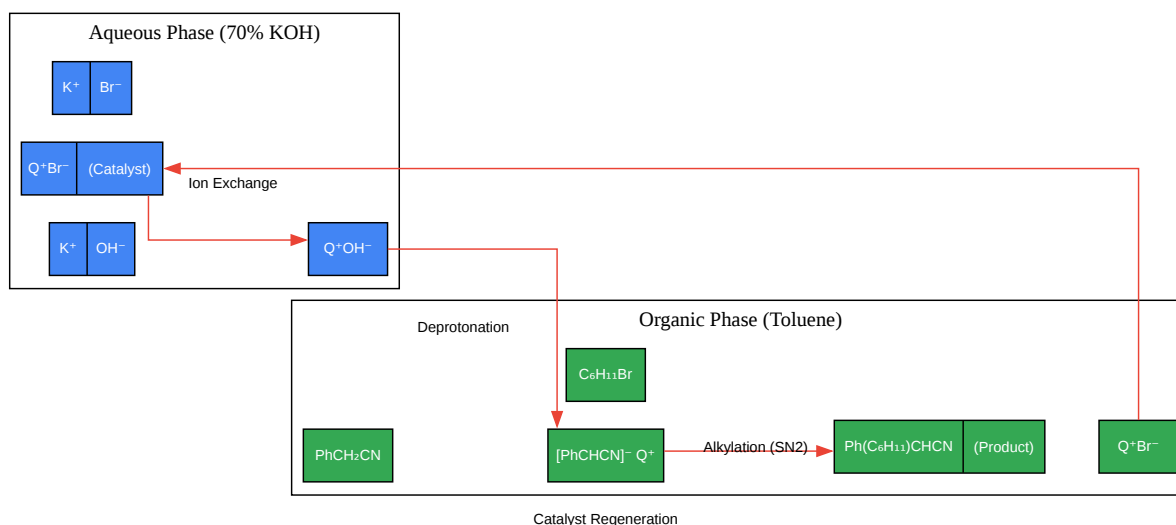 Aqueous Phase (70% KOH)
K⁺ Br⁻
Q⁺Br⁻ (Catalyst)
Ion Exchange
K⁺ OH⁻
Q⁺OH⁻
Organic Phase (Toluene)
Deprotonation
C₆H₁₁Br
PhCH₂CN
[PhCHCN]⁻ Q⁺
Alkylation (SN2)
Ph(C₆H₁₁)CHCN (Product)
Q⁺Br⁻
Catalyst Regeneration